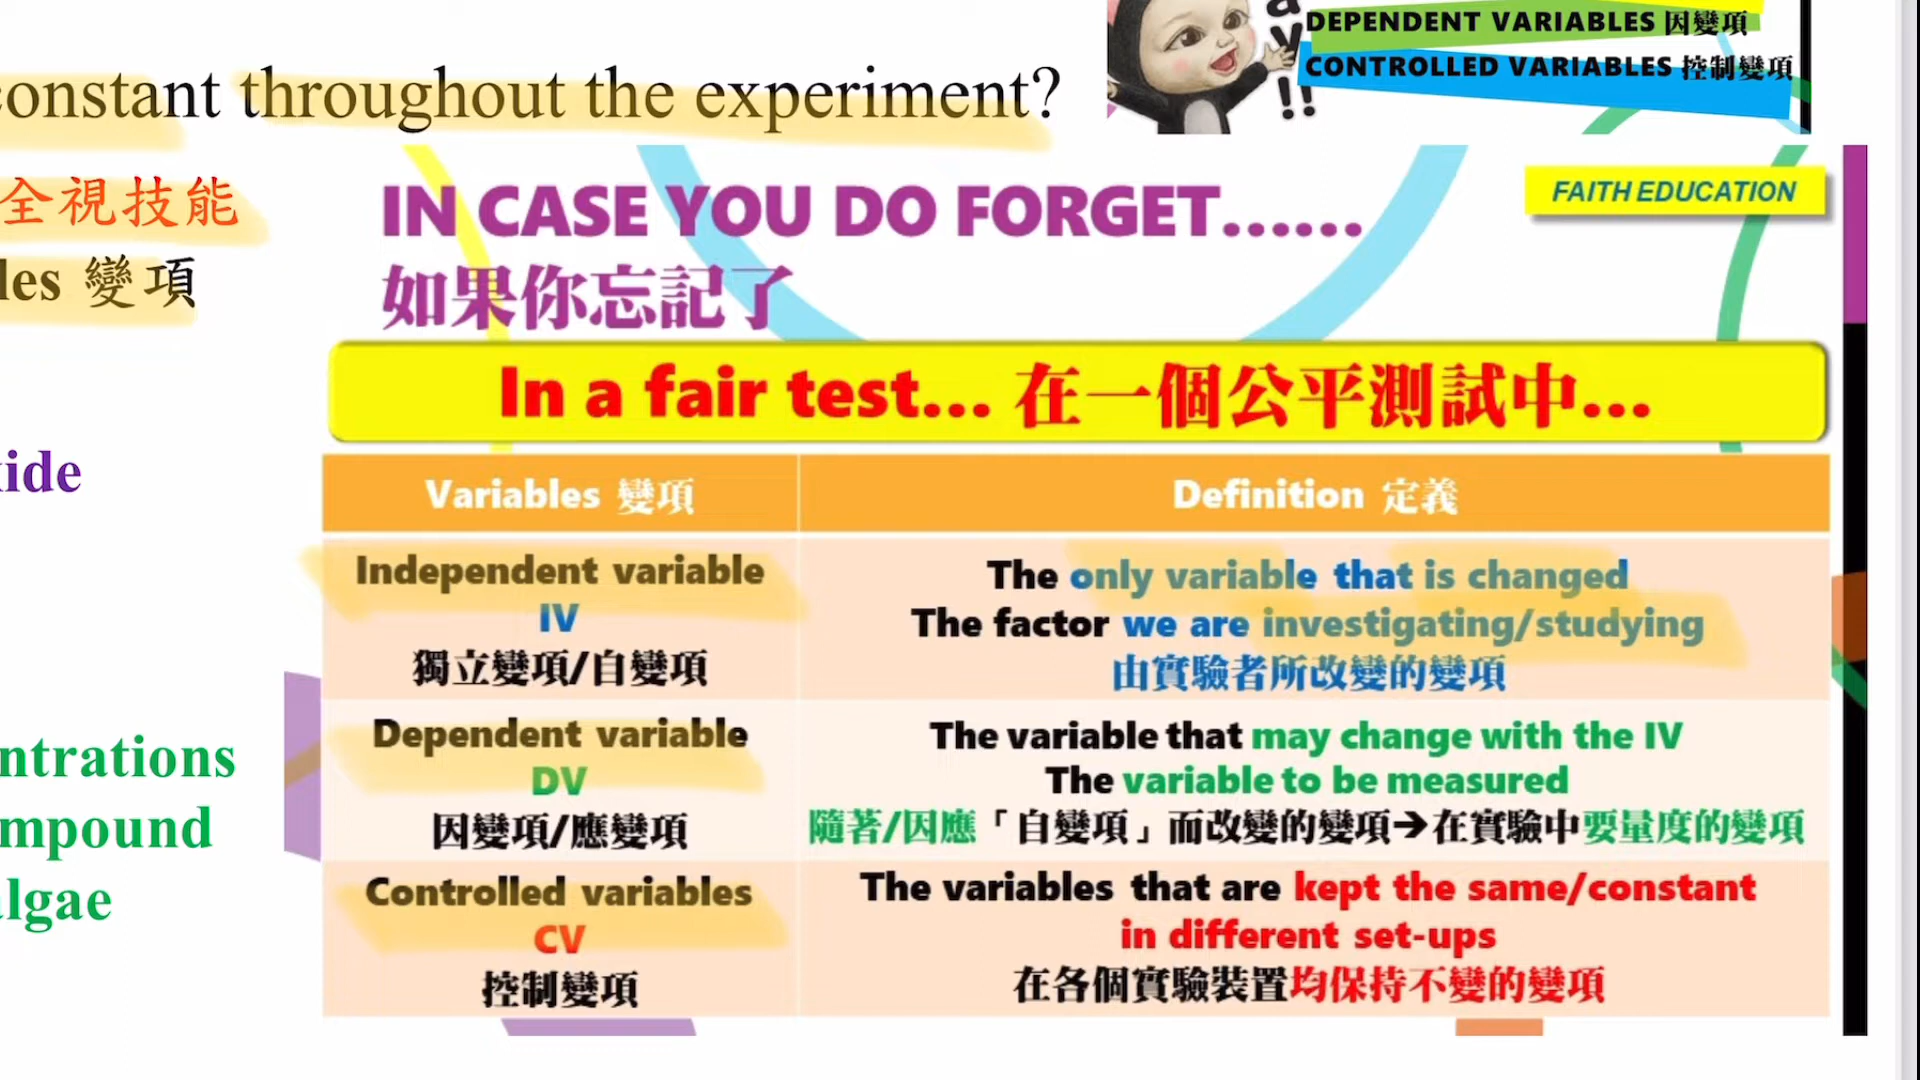 DEPENDENT VARIABLES 因變項
CONTROLLED VARIABLES 控制變項
constant throughout the experiment?
全視技能
變項
FAITH EDUCATION
IN CASE YOU DO FORGET......
如果你忘記了
In a fair test... 在一個公平測試中...
Variables 變項
Definition 定義
Independent variable
IV
獨立變項/自變項
The only variable that is changed
The factor we are investigating/studying
由實驗者所改變的變項
Dependent variable
DV
因變項/應變項
The variable that may change with the IV
The variable to be measured
隨著/因應「自變項」而改變的變項→在實驗中要量度的變項
Controlled variables
CV
控制變項
The variables that are kept the same/constant
in different set-ups
在各個實驗裝置均保持不變的變項